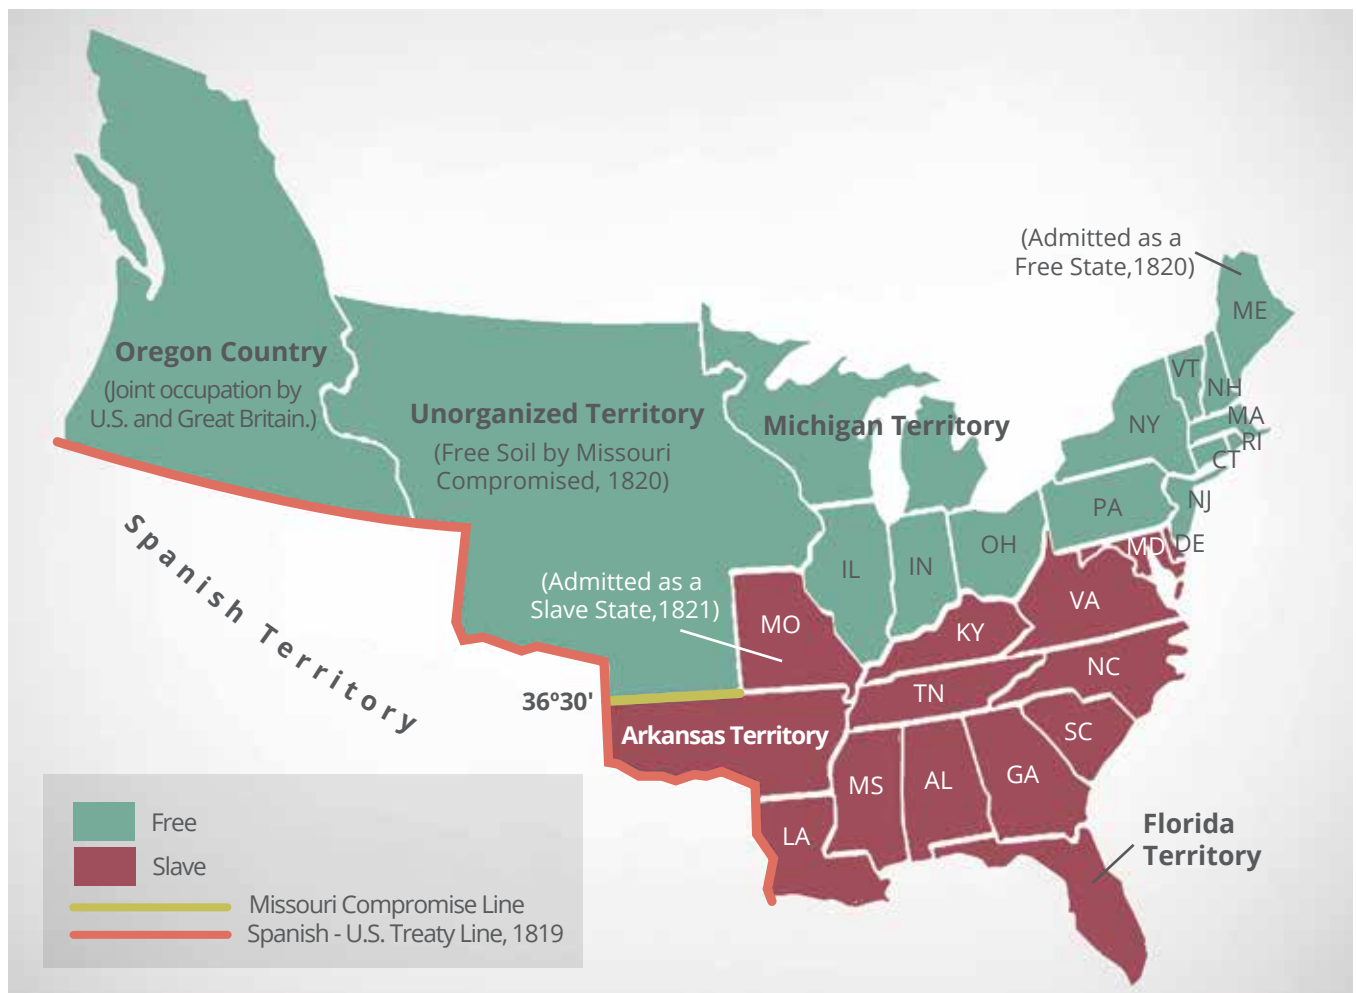 (Admitted as a
Free State,1820)
ME
VT
NH
Oregon Country
(Joint occupation by
U.S. and Great Britain.)
Unorganized Territory
(Free Soil by Missouri
Compromised, 1820)
Michigan Territory
NY
MA
RI
CT
PA
NJ
Spanish Territory
OH
MD
DE
IL
IN
(Admitted as a
Slave State,1821)
MO
VA
KY
NC
TN
36º30'
Arkansas Territory
SC
MS
AL
GA
LA
Florida
Territory
Free
Slave
Missouri Compromise Line
Spanish - U.S. Treaty Line, 1819